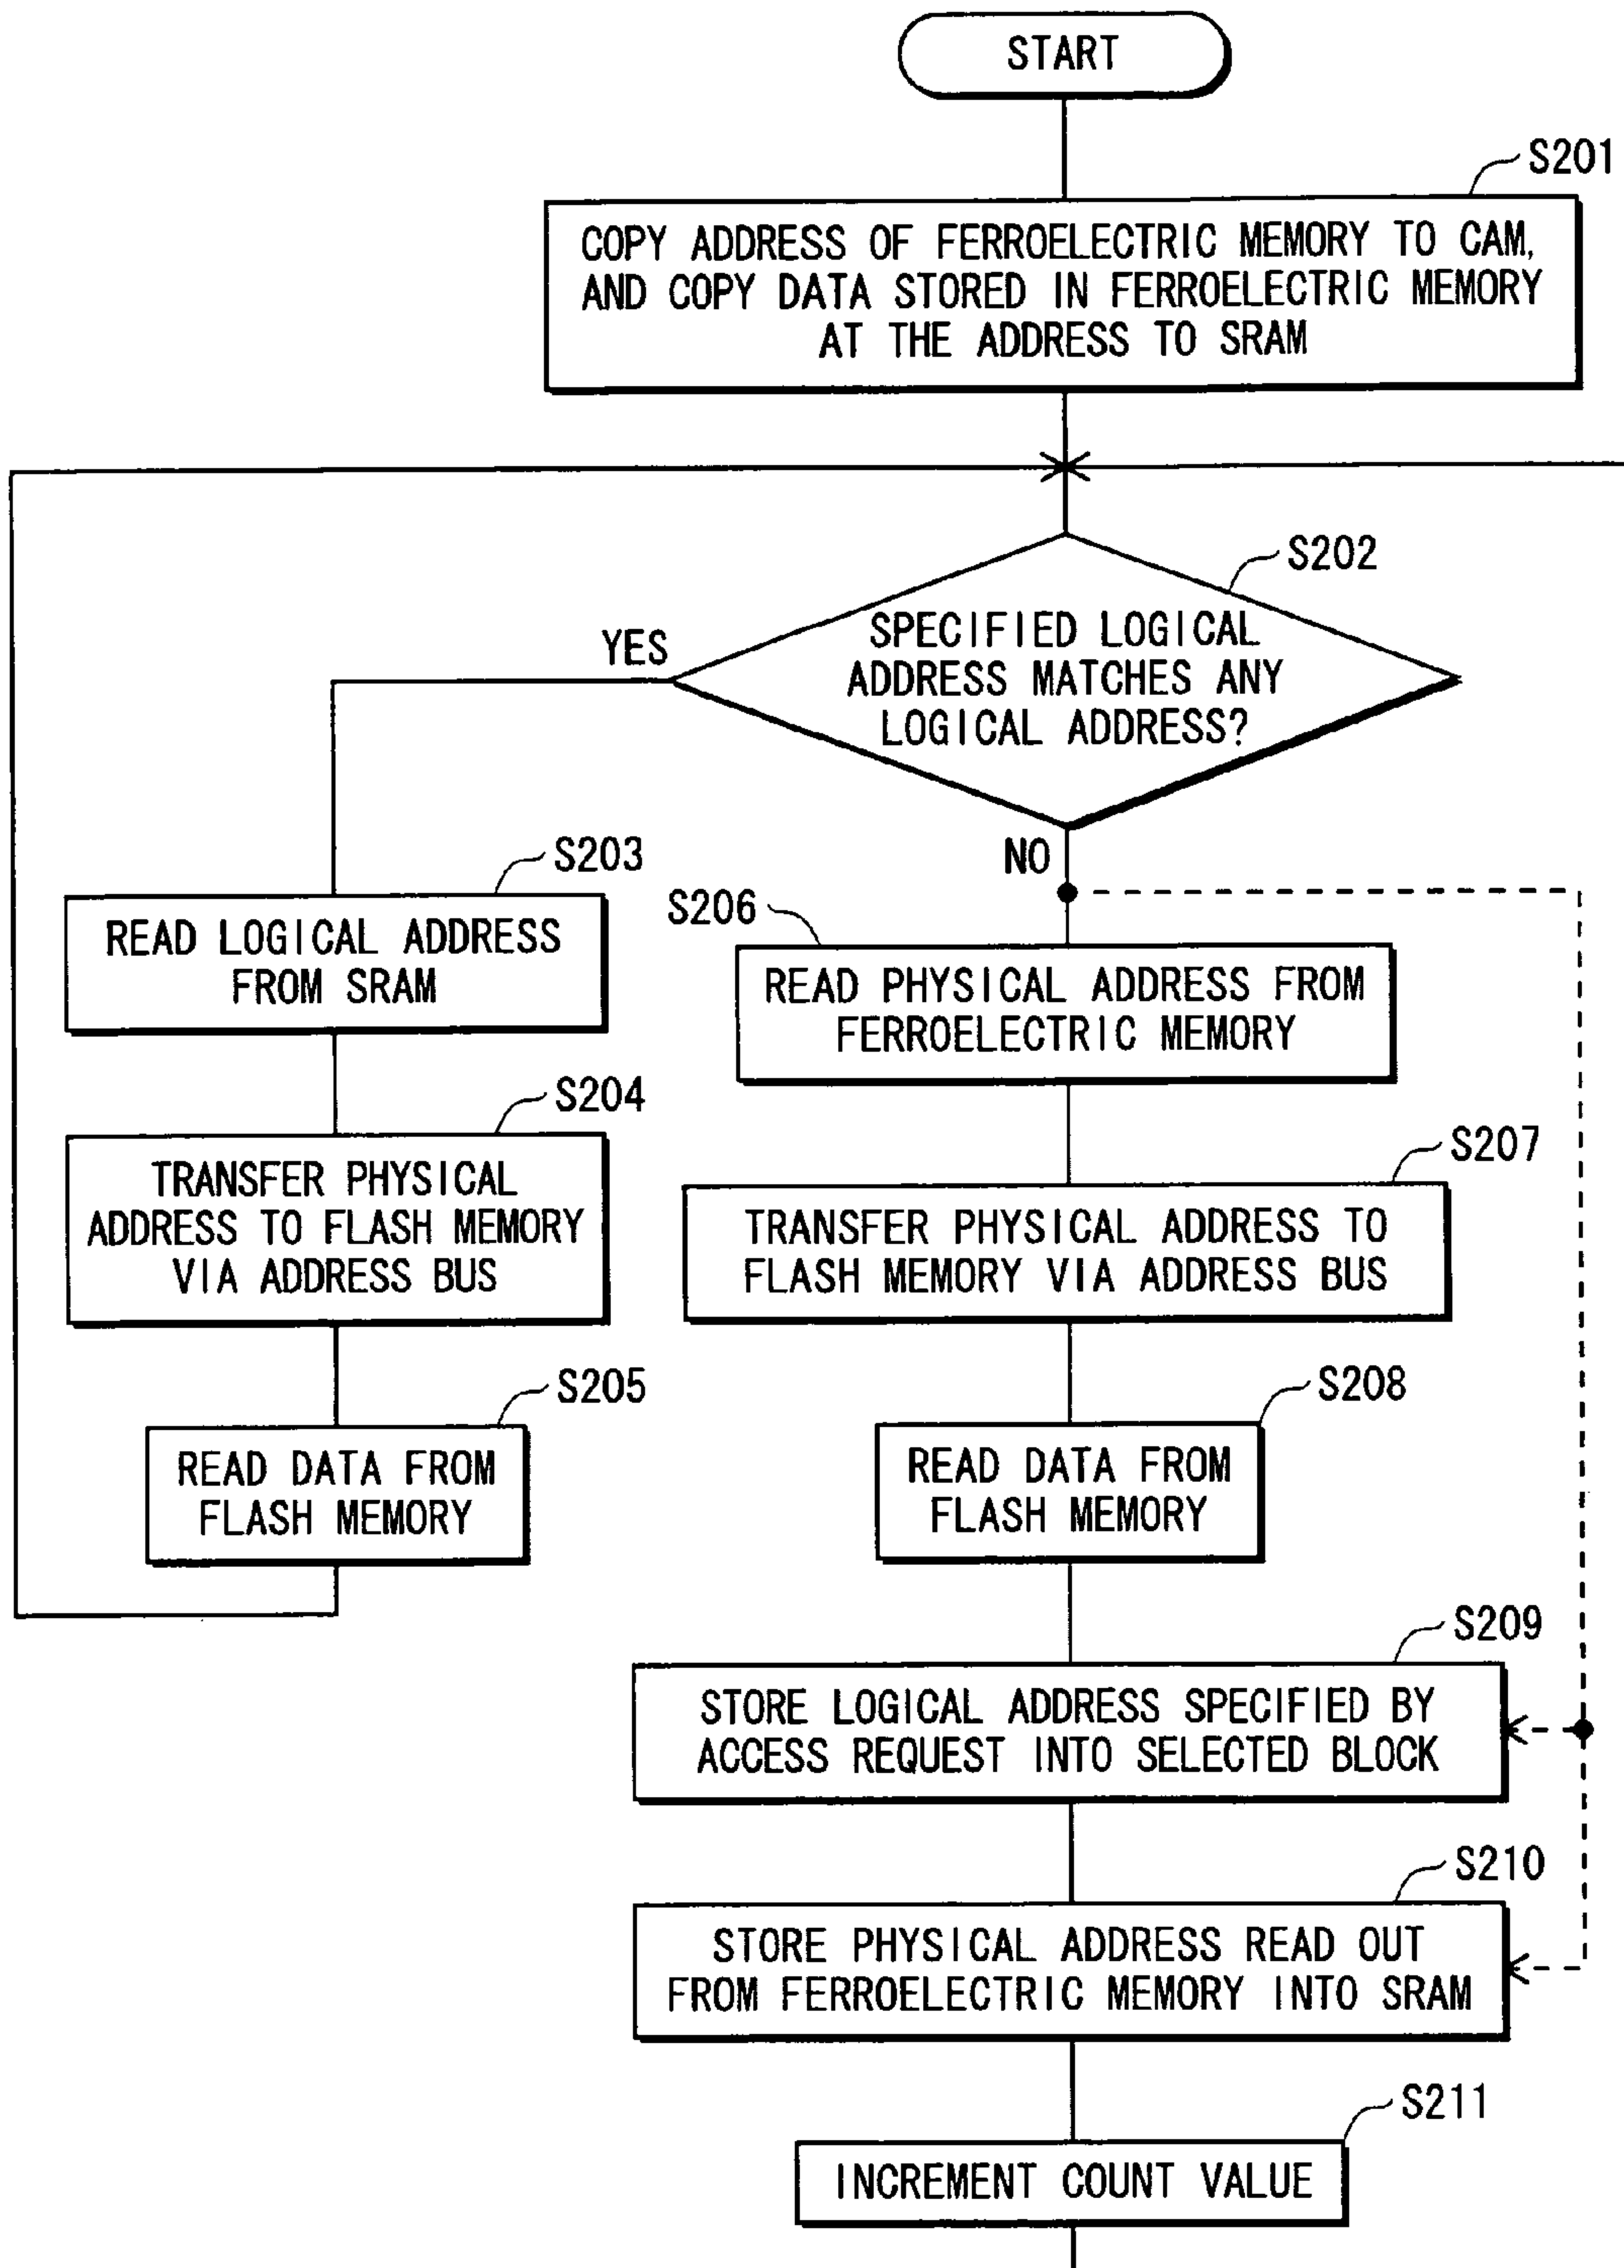 START
S201
COPY ADDRESS OF FERROELECTRIC MEMORY TO CAM,
AND COPY DATA STORED IN FERROELECTRIC MEMORY
AT THE ADDRESS TO SRAM
S202
SPECIFIED LOGICAL
ADDRESS MATCHES ANY
LOGICAL ADDRESS?
YES
NO
S203
READ LOGICAL ADDRESS
FROM SRAM
S204
TRANSFER PHYSICAL
ADDRESS TO FLASH MEMORY
VIA ADDRESS BUS
S205
READ DATA FROM
FLASH MEMORY
S206
READ PHYSICAL ADDRESS FROM
FERROELECTRIC MEMORY
S207
TRANSFER PHYSICAL ADDRESS TO
FLASH MEMORY VIA ADDRESS BUS
S208
READ DATA FROM
FLASH MEMORY
S209
STORE LOGICAL ADDRESS SPECIFIED BY
ACCESS REQUEST INTO SELECTED BLOCK
S210
STORE PHYSICAL ADDRESS READ OUT
FROM FERROELECTRIC MEMORY INTO SRAM
S211
INCREMENT COUNT VALUE